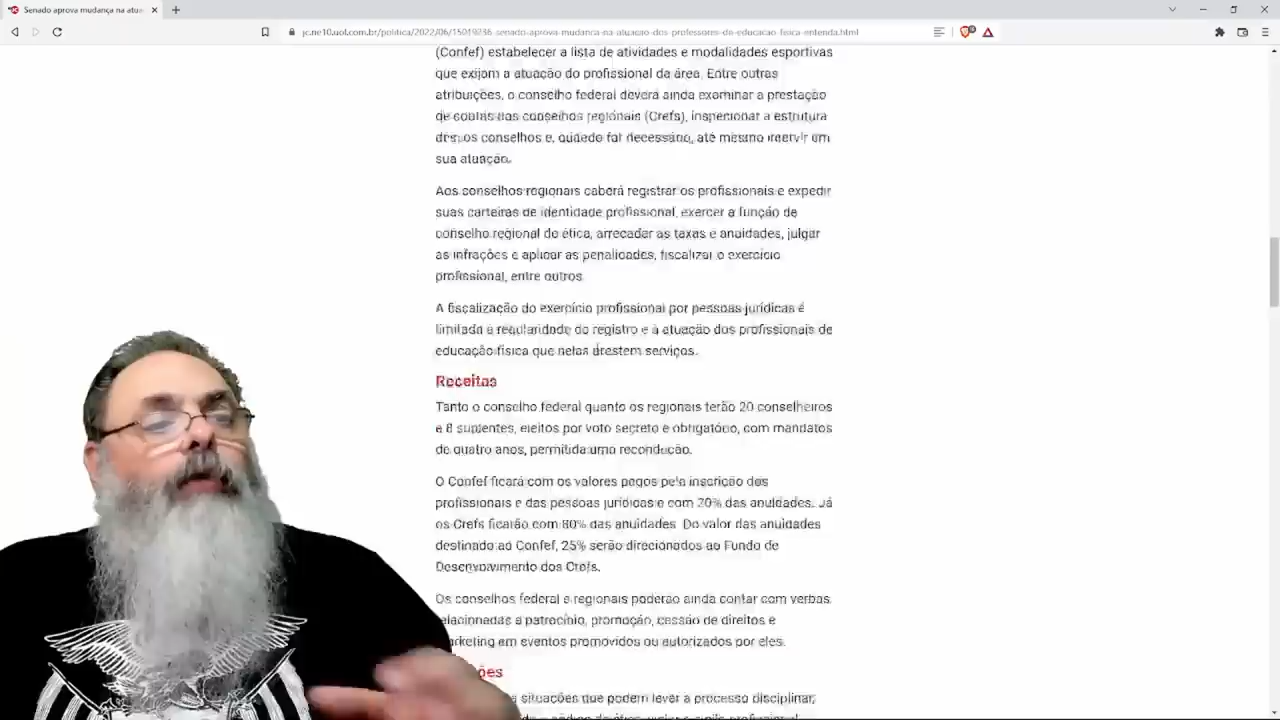 Senado aprova mudança na atua
jc.ne10.uol.com.br/politica/2022/06/15019236-senado-aprova-mudanca-na-atuacao-dos-professores-de-educacao-fisica-entenda.html
(Confef) estabelecer a lista de atividades e modalidades esportivas
que exijam a atuação do profissional da área. Entre outras
atribuições, o conselho federal deverá ainda examinar a prestação
de contas dos conselhos regionais (Crefs), inspecionar a estrutura
desses conselhos e, quando for necessário, até mesmo intervir em
sua atuação.
Aos conselhos regionais caberá registrar os profissionais e expedir
suas carteiras de identidade profissional, exercer a função de
conselho regional de ética, arrecadar as taxas e anuidades, julgar
as infrações e aplicar as penalidades, fiscalizar o exercício
profissional, entre outros.
A fiscalização do exercício profissional por pessoas jurídicas é
limitada a regularidade do registro e à atuação dos profissionais de
educação física que nelas prestem serviços.
Receitas
Tanto o conselho federal quanto os regionais terão 20 conselheiros
e 8 suplentes, eleitos por voto secreto e obrigatório, com mandatos
de quatro anos, permitida uma recondução.
O Confef ficará com os valores pagos pela inscrição dos
profissionais e das pessoas jurídicas e com 20% das anuidades. Já
os Crefs ficarão com 80% das anuidades. Do valor das anuidades
destinado ao Confef, 25% serão direcionados ao Fundo de
Desenvolvimento dos Crefs.
Os conselhos federal e regionais poderão ainda contar com verbas
relacionadas a patrocínio, promoção, cessão de direitos e
marketing em eventos promovidos ou autorizados por eles.
ões
situações que podem levar a processo disciplinar,